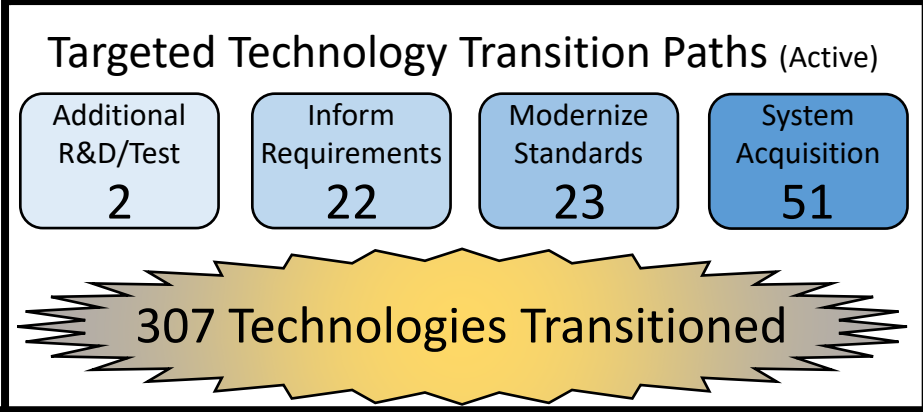 Targeted Technology Transition Paths (Active)
Additional
R&D/Test
2
Inform
Requirements
22
Modernize
Standards
23
System
Acquisition
51
307 Technologies Transitioned